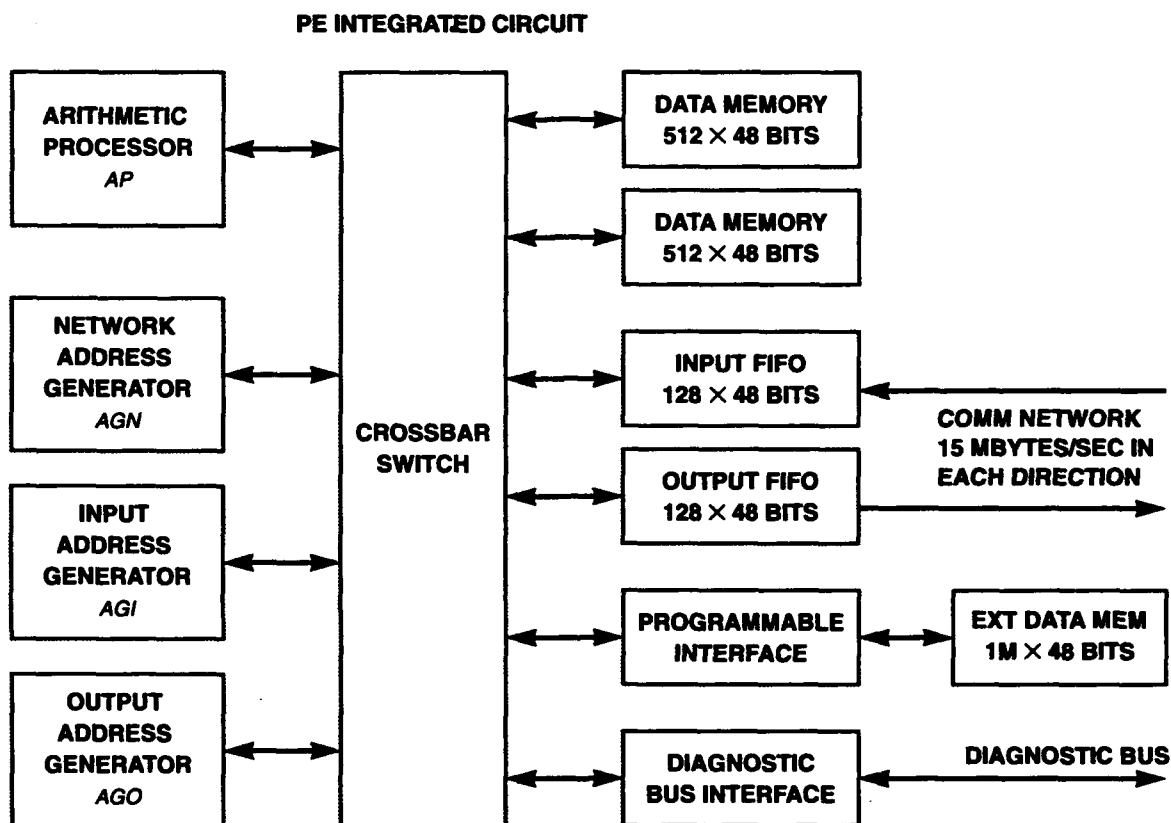 PE INTEGRATED CIRCUIT
ARITHMETIC
PROCESSOR
AP
NETWORK
ADDRESS
GENERATOR
AGN
INPUT
ADDRESS
GENERATOR
AGI
OUTPUT
ADDRESS
GENERATOR
AGO
CROSSBAR
SWITCH
DATA MEMORY
512 × 48 BITS
DATA MEMORY
512 × 48 BITS
INPUT FIFO
128 × 48 BITS
OUTPUT FIFO
128 × 48 BITS
COMM NETWORK
15 MBYTES/SEC IN
EACH DIRECTION
PROGRAMMABLE
INTERFACE
EXT DATA MEM
1M × 48 BITS
DIAGNOSTIC
BUS INTERFACE
DIAGNOSTIC BUS